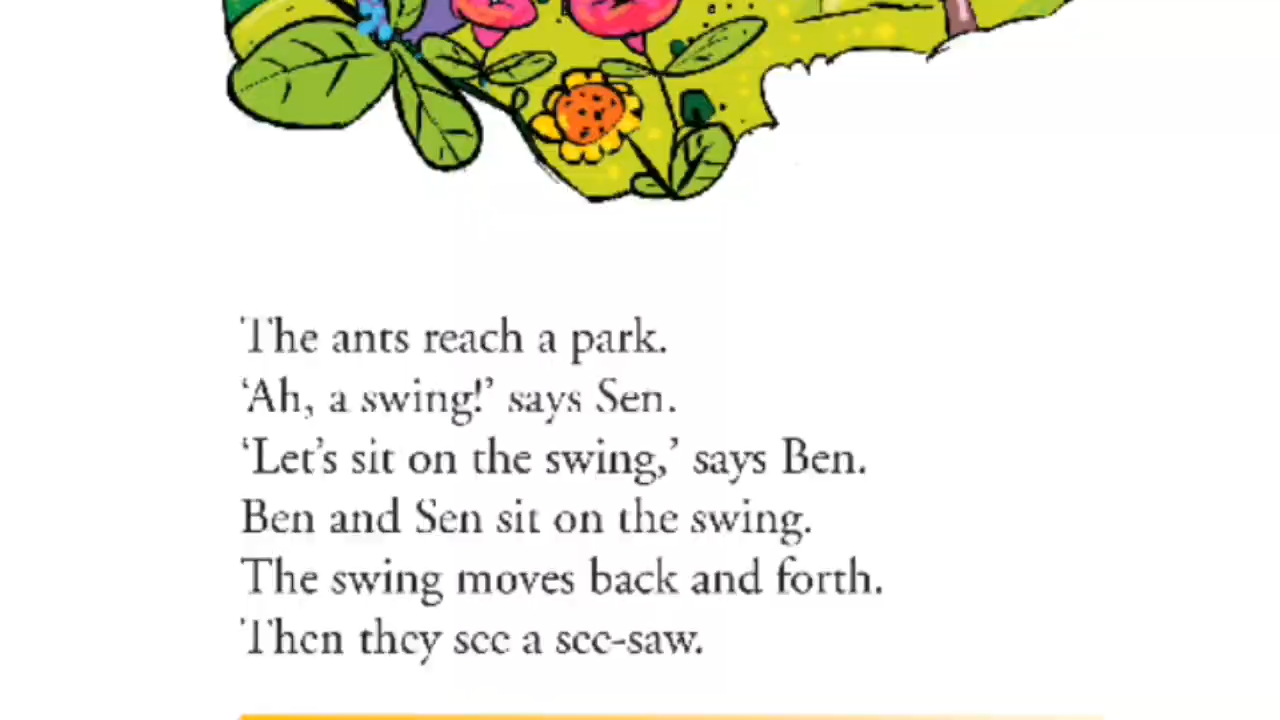 The ants reach a park.
‘Ah, a swing!’ says Sen.
‘Let’s sit on the swing,’ says Ben.
Ben and Sen sit on the swing.
The swing moves back and forth.
Then they see a see-saw.